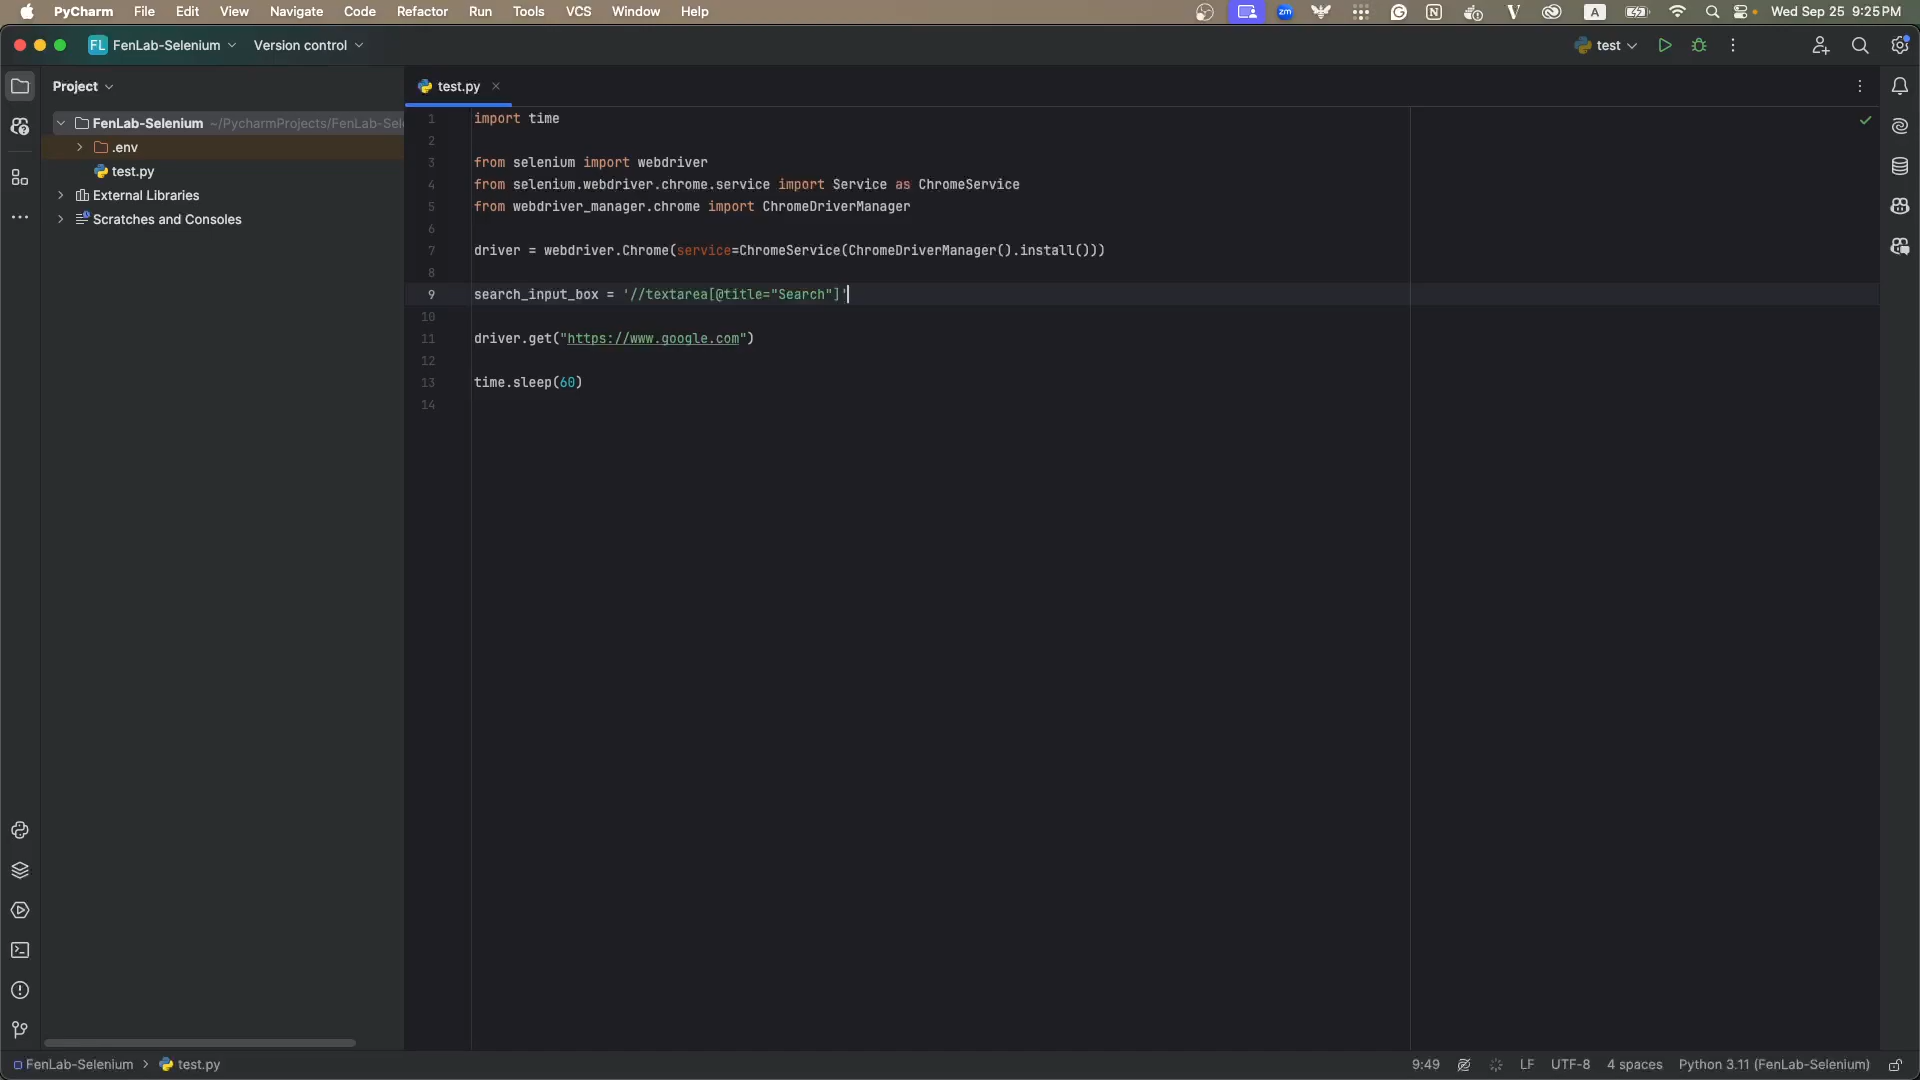 PyCharm File Edit View Navigate Code Refactor Run Tools VCS Window Help zm A Wed Sep 25 9:25 PM
FL FenLab-Selenium Version control test
Project
test.py
FenLab-Selenium ~/PycharmProjects/FenLab-Sel
.env
test.py
External Libraries
Scratches and Consoles
1 import time
2
3 from selenium import webdriver
4 from selenium.webdriver.chrome.service import Service as ChromeService
5 from webdriver_manager.chrome import ChromeDriverManager
6
7 driver = webdriver.Chrome(service=ChromeService(ChromeDriverManager().install()))
8
9 search_input_box = '//textarea[@title="Search"]'
10
11 driver.get("https://www.google.com")
12
13 time.sleep(60)
14
FenLab-Selenium > test.py 9:49 LF UTF-8 4 spaces Python 3.11 (FenLab-Selenium)